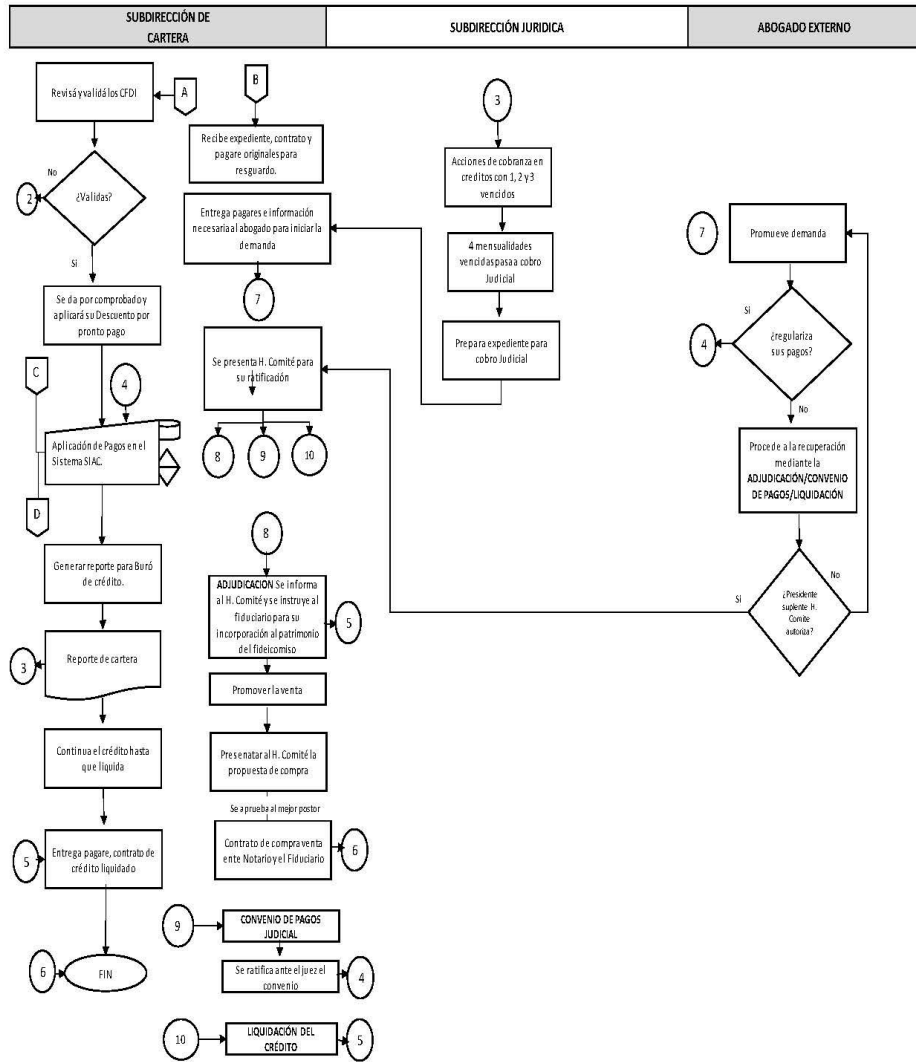 SUBDIRECCIÓN DE
CARTERA
SUBDIRECCIÓN JURIDICA
ABOGADO EXTERNO
Revisá y validá los CFDI
A
No
¿Validas?
2
Si
Se da por comprobado y
aplicará su Descuento por
pronto pago
C
4
Aplicación de Pagos en el
Sistema SIAC.
D
Generar reporte para Buró
de crédito.
3
Reporte de cartera
Continua el crédito hasta
que liquida
5
Entrega pagare, contrato de
crédito liquidado
6
FIN
B
Recibe expediente, contrato y
pagare originales para
resguardo.
Entrega pagares e información
necesaria al abogado para iniciar la
demanda
7
Se presenta H. Comité para
su ratificación
8
9
10
8
ADJUDICACION Se informa
al H. Comité y se instruye al
fiduciario para su
incorporación al patrimonio
del fideicomiso
5
Promover la venta
Presenatar al H. Comité la
propuesta de compra
Se aprueba al mejor postor
Contrato de compra venta
ente Notario y el Fiduciario
6
9
CONVENIO DE PAGOS
JUDICIAL
Se ratifica ante el juez el
convenio
4
10
LIQUIDACIÓN DEL
CRÉDITO
5
3
Acciones de cobranza en
creditos con 1, 2 y 3
vencidos
4 mensualidades
vencidas pasa a cobro
Judicial
Prepara expediente para
cobro Judicial
7
Promueve demanda
Si
¿regulariza
sus pagos?
4
No
Procede a la recuperación
mediante la
ADJUDICACIÓN/CONVENIO
DE PAGOS/LIQUIDACIÓN
Si
No
¿Presidente
suplente H.
Comite
autoriza?